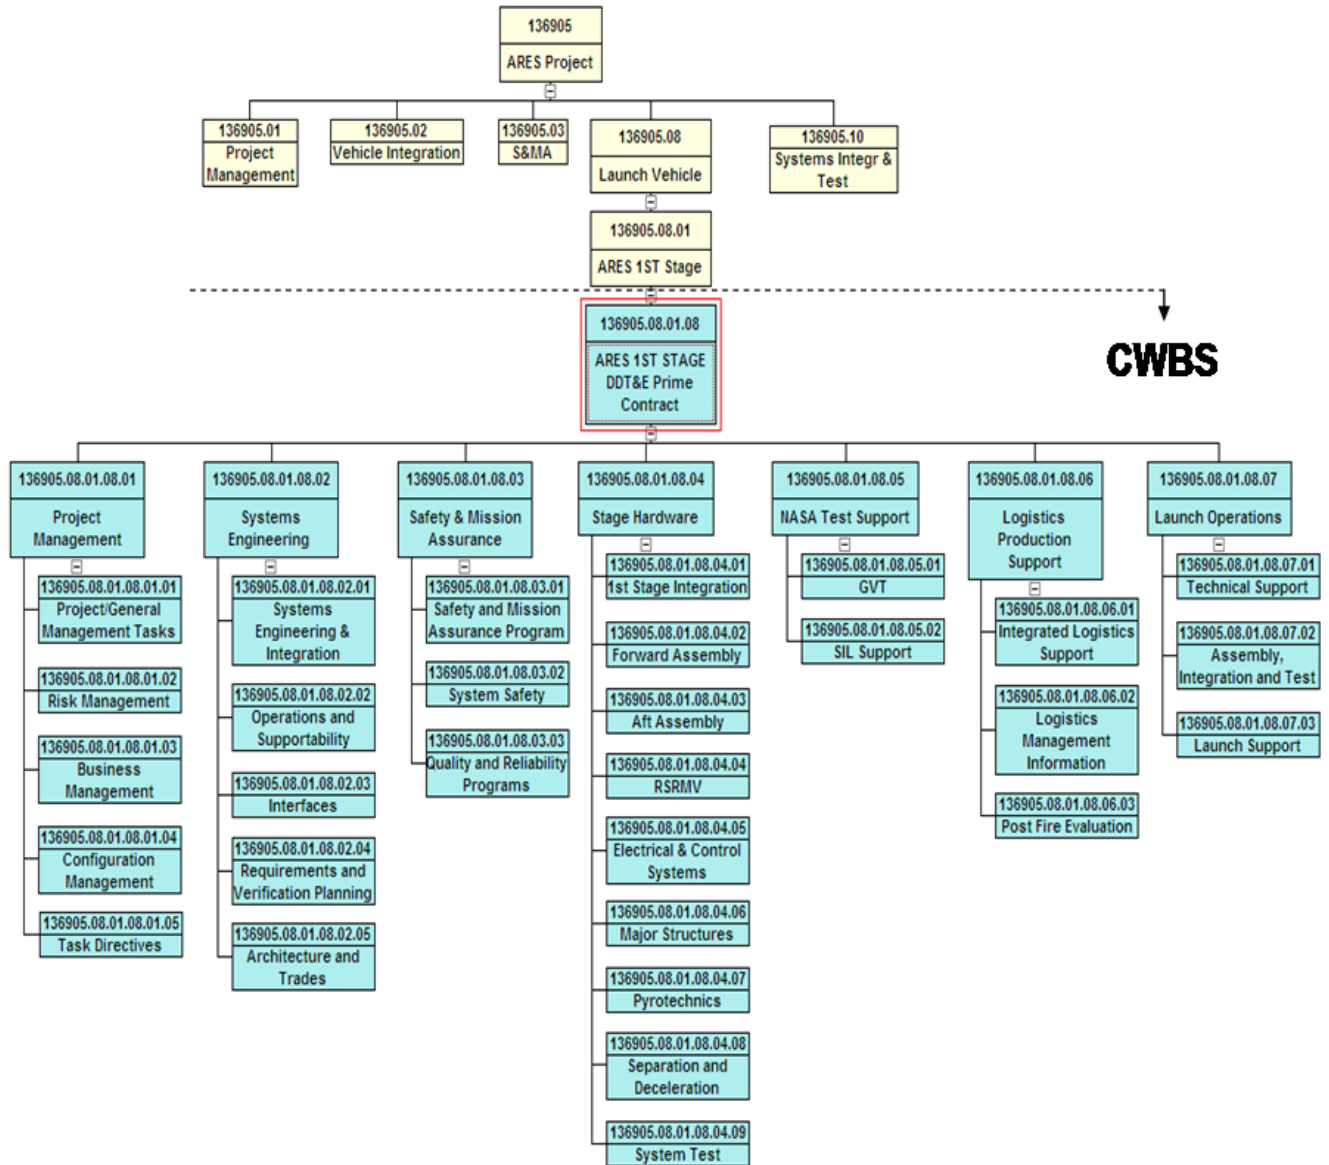 136905
ARES Project
136905.01
Project
Management
136905.02
Vehicle Integration
136905.03
S&MA
136905.08
Launch Vehicle
136905.10
Systems Integr &
Test
136905.08.01
ARES 1ST Stage
136905.08.01.08
ARES 1ST STAGE
DDT&E Prime
Contract
CWBS
136905.08.01.08.01
Project
Management
136905.08.01.08.01.01
Project/General
Management Tasks
136905.08.01.08.01.02
Risk Management
136905.08.01.08.01.03
Business
Management
136905.08.01.08.01.04
Configuration
Management
136905.08.01.08.01.05
Task Directives
136905.08.01.08.02
Systems
Engineering
136905.08.01.08.02.01
Systems
Engineering &
Integration
136905.08.01.08.02.02
Operations and
Supportability
136905.08.01.08.02.03
Interfaces
136905.08.01.08.02.04
Requirements and
Verification Planning
136905.08.01.08.02.05
Architecture and
Trades
136905.08.01.08.03
Safety & Mission
Assurance
136905.08.01.08.03.01
Safety and Mission
Assurance Program
136905.08.01.08.03.02
System Safety
136905.08.01.08.03.03
Quality and Reliability
Programs
136905.08.01.08.04
Stage Hardware
136905.08.01.08.04.01
1st Stage Integration
136905.08.01.08.04.02
Forward Assembly
136905.08.01.08.04.03
Aft Assembly
136905.08.01.08.04.04
RSRMV
136905.08.01.08.04.05
Electrical & Control
Systems
136905.08.01.08.04.06
Major Structures
136905.08.01.08.04.07
Pyrotechnics
136905.08.01.08.04.08
Separation and
Deceleration
136905.08.01.08.04.09
System Test
136905.08.01.08.05
NASA Test Support
136905.08.01.08.05.01
GVT
136905.08.01.08.05.02
SIL Support
136905.08.01.08.06
Logistics
Production
Support
136905.08.01.08.06.01
Integrated Logistics
Support
136905.08.01.08.06.02
Logistics
Management
Information
136905.08.01.08.06.03
Post Fire Evaluation
136905.08.01.08.07
Launch Operations
136905.08.01.08.07.01
Technical Support
136905.08.01.08.07.02
Assembly,
Integration and Test
136905.08.01.08.07.03
Launch Support